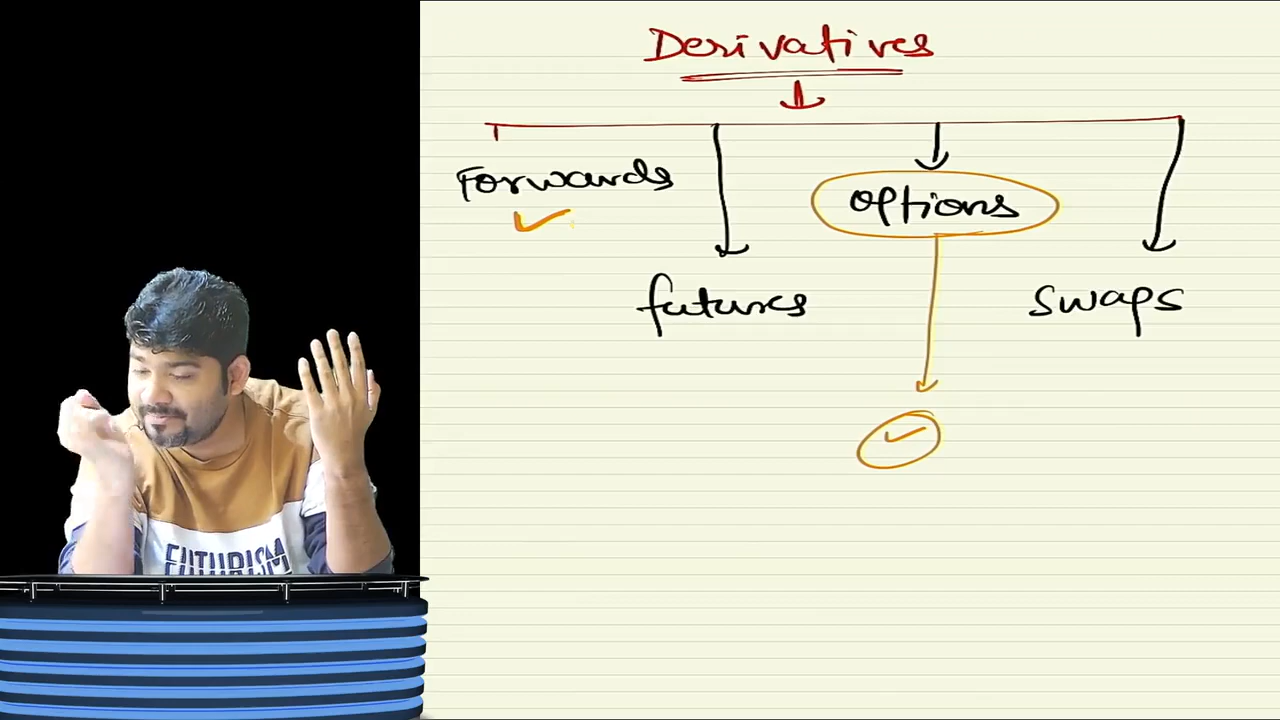 Derivatives
Forwards
options
futures
swaps
FUTURISM